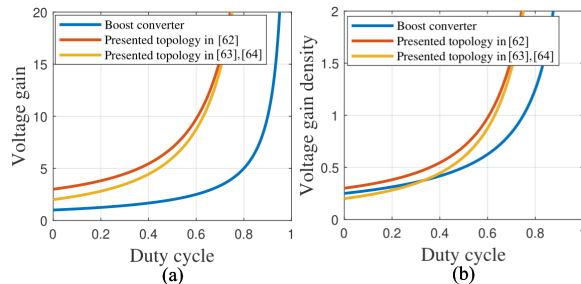 20
15
10
5
0
Voltage gain
Boost converter
Presented topology in [62]
Presented topology in [63],[64]
0 0.2 0.4 0.6 0.8 1
Duty cycle
(a)
2
1.5
1
0.5
0
Voltage gain density
Boost converter
Presented topology in [62]
Presented topology in [63],[64]
0 0.2 0.4 0.6 0.8 1
Duty cycle
(b)